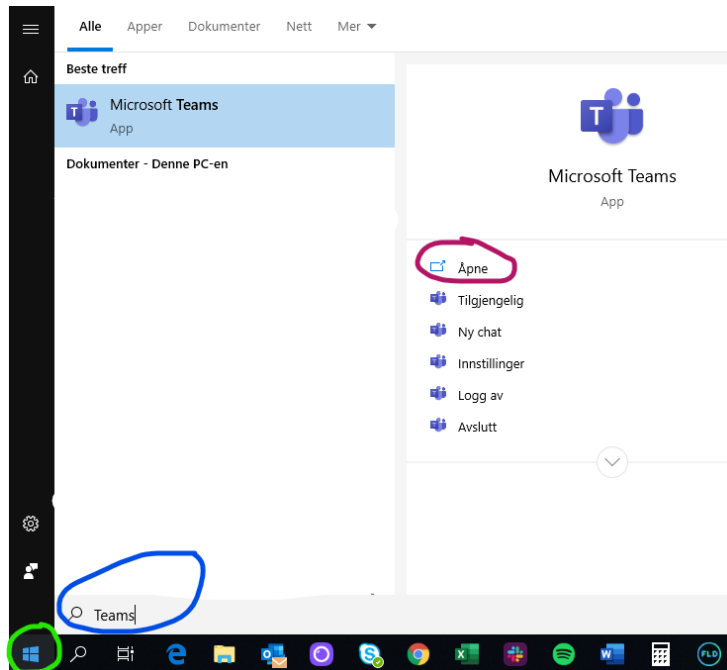 Alle Apper Dokumenter Nett Mer
Beste treff
Microsoft Teams
App
Dokumenter - Denne PC-en
Microsoft Teams
App
Åpne
Tilgjengelig
Ny chat
Innstillinger
Logg av
Avslutt
Teams
FLD